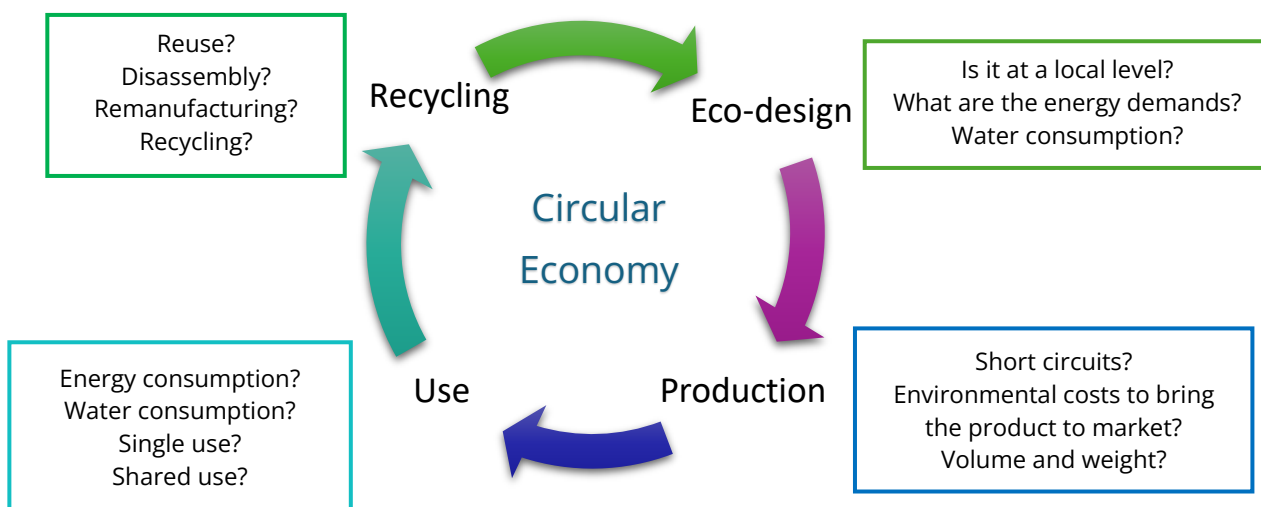 Reuse?
Disassembly?
Remanufacturing?
Recycling?
Recycling
Eco-design
Is it at a local level?
What are the energy demands?
Water consumption?
Circular
Economy
Energy consumption?
Water consumption?
Single use?
Shared use?
Use
Production
Short circuits?
Environmental costs to bring
the product to market?
Volume and weight?